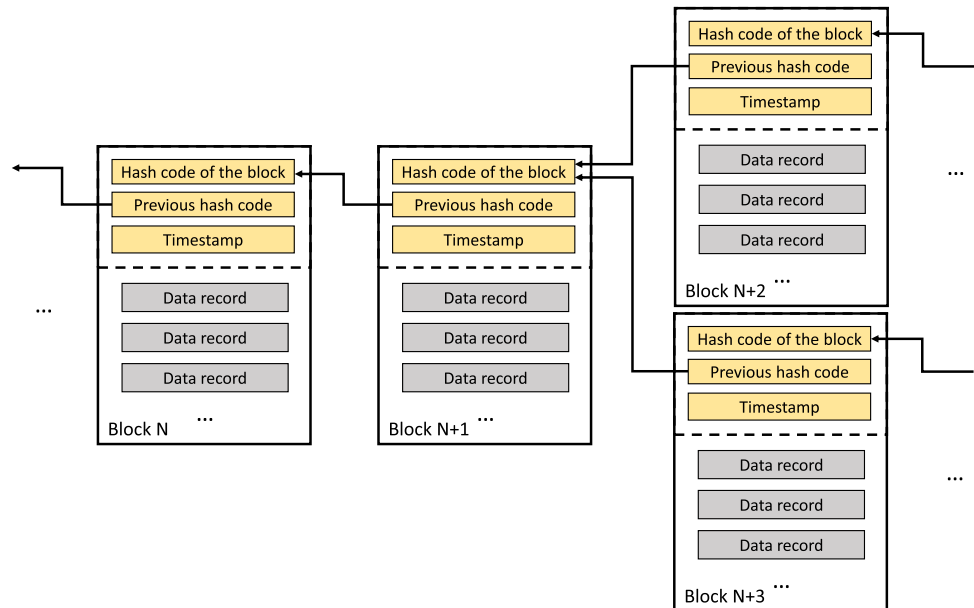 ...
Hash code of the block
Previous hash code
Timestamp
Data record
Data record
Data record
...
Block N
Hash code of the block
Previous hash code
Timestamp
Data record
Data record
Data record
...
Block N+1
Hash code of the block
Previous hash code
Timestamp
Data record
Data record
Data record
...
Block N+2
...
Hash code of the block
Previous hash code
Timestamp
Data record
Data record
Data record
...
Block N+3
...